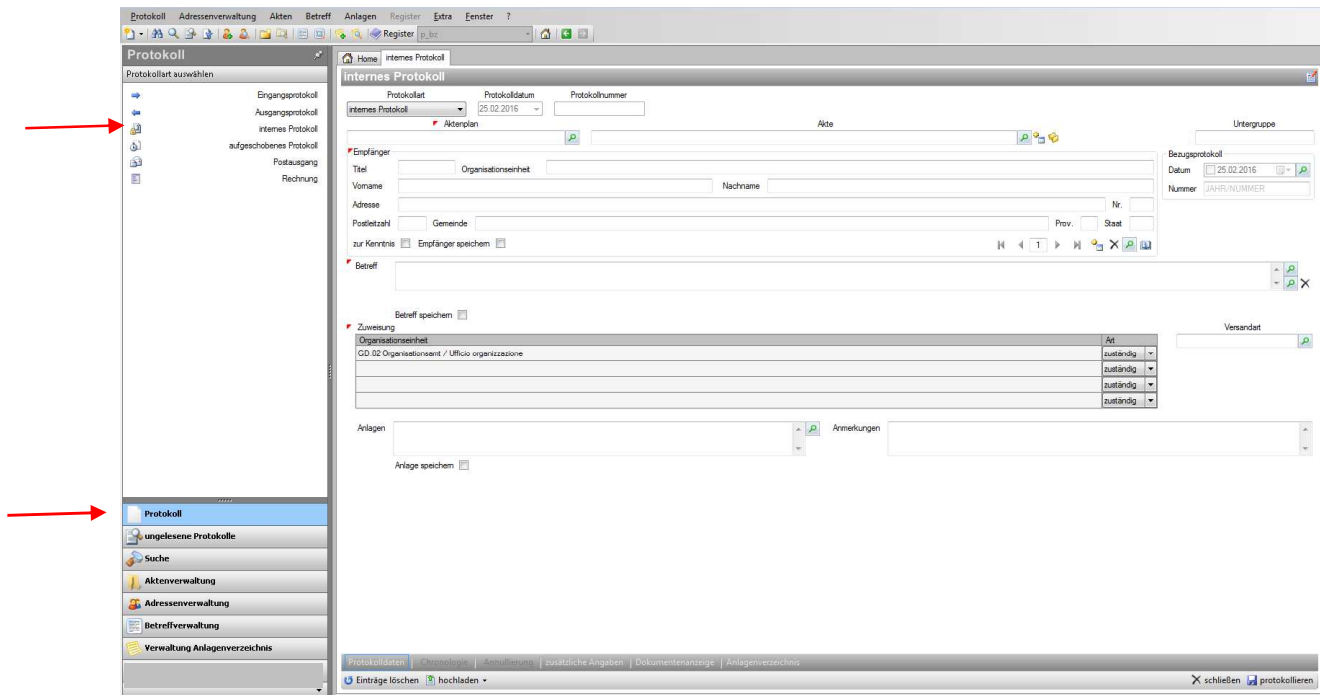 Protokoll Adressenverwaltung Akten Betreff Anlagen Register Extra Fenster ?
Register p_bz
Protokoll
Protokollart auswählen
Eingangsprotokoll
Ausgangsprotokoll
internes Protokoll
aufgeschobenes Protokoll
Postausgang
Rechnung
Protokoll
ungelesene Protokolle
Suche
Aktenverwaltung
Adressenverwaltung
Betreffverwaltung
Verwaltung Anlagenverzeichnis
Home internes Protokoll
internes Protokoll
Protokollart Protokolldatum Protokollnummer
internes Protokoll 25.02.2016
Aktenplan Akte Untergruppe
Empfänger Bezugsprotokoll
Titel Organisationseinheit Datum 25.02.2016
Vorname Nachname Nummer JAHR/NUMMER
Adresse Nr.
Postleitzahl Gemeinde Prov. Staat
zur Kenntnis Empfänger speichern 1
Betreff
Betreff speichern
Zuweisung Versandart
Organisationseinheit Art
GD.02 Organisationsamt / Ufficio organizzazione zuständig
zuständig
zuständig
zuständig
Anlagen Anmerkungen
Anlage speichern
Protokolldaten | Chronologie | Annullierung | zusätzliche Angaben | Dokumentenanzeige | Anlagenverzeichnis
Einträge löschen hochladen schließen protokollieren